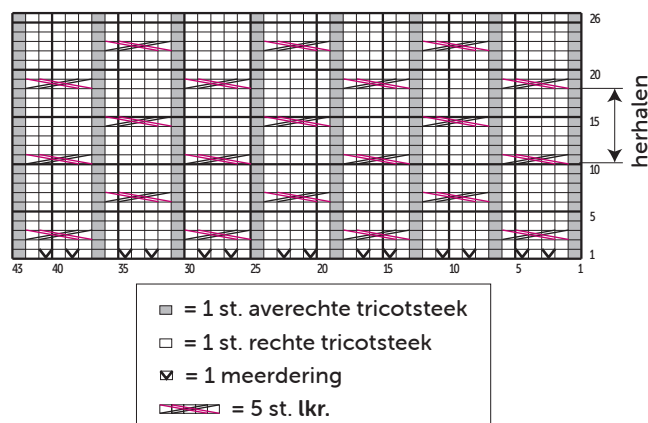 26
20
15
10
5
1
herhalen
43 40 35 30 25 20 15 10 5 1
= 1 st. averechte tricotsteek
= 1 st. rechte tricotsteek
= 1 meerdering
= 5 st. lkr.